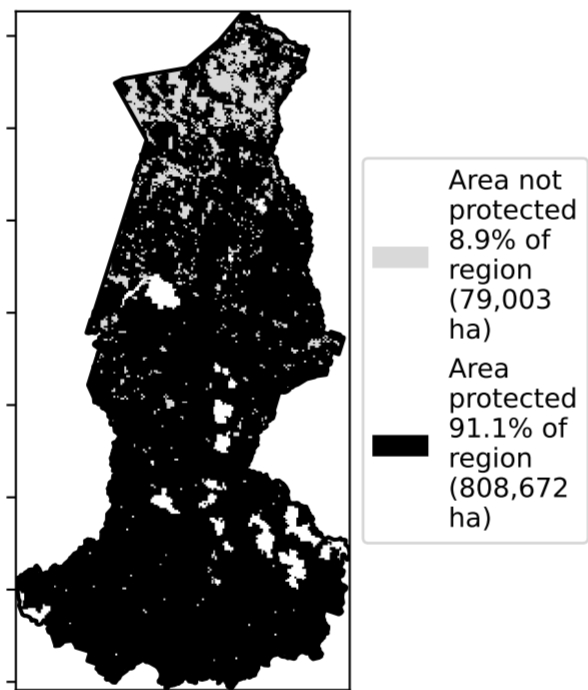 Area not
protected
8.9% of
region
(79,003
ha)
Area
protected
91.1% of
region
(808,672
ha)